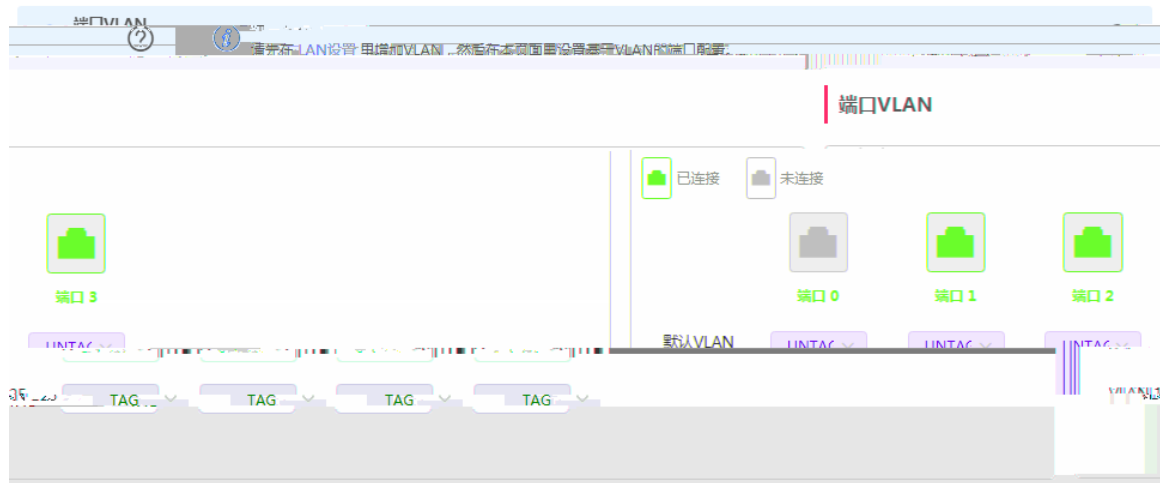 端口VLAN
请先在 LAN设置 里增加VLAN，然后在本页面里设置基于VLAN的端口配置。
端口VLAN
已连接 未连接
端口 3 端口 0 端口 1 端口 2
默认VLAN
TAG TAG TAG TAG